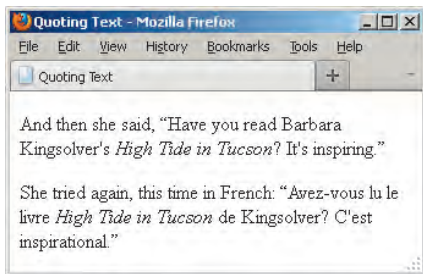 Quoting Text - Mozilla Firefox
File Edit View History Bookmarks Tools Help
Quoting Text
And then she said, “Have you read Barbara
Kingsolver's High Tide in Tucson? It's inspiring.”
She tried again, this time in French: “Avez-vous lu le
livre High Tide in Tucson de Kingsolver? C'est
inspirational.”